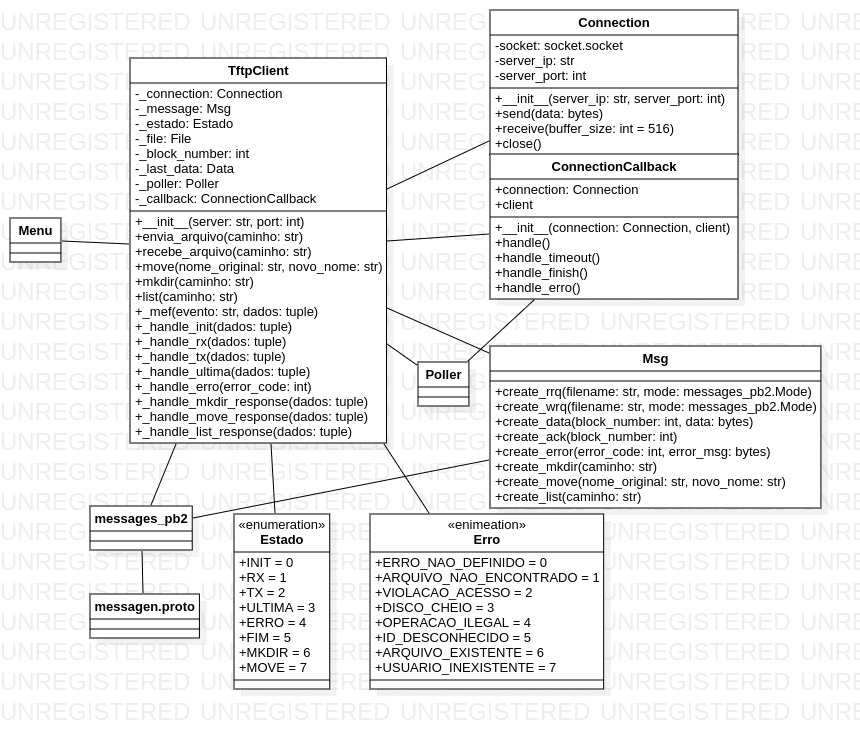 Connection
-socket: socket.socket
-server_ip: str
-server_port: int
+__init__(server_ip: str, server_port: int)
+send(data: bytes)
+receive(buffer_size: int = 516)
+close()
TftpClient
-_connection: Connection
-_message: Msg
-_estado: Estado
-_file: File
-_block_number: int
-_last_data: Data
-_poller: Poller
-_callback: ConnectionCallback
+__init__(server: str, port: int)
+envia_arquivo(caminho: str)
+recebe_arquivo(caminho: str)
+move(nome_original: str, novo_nome: str)
+mkdir(caminho: str)
+list(caminho: str)
+_mef(evento: str, dados: tuple)
+_handle_init(dados: tuple)
+_handle_rx(dados: tuple)
+_handle_tx(dados: tuple)
+_handle_ultima(dados: tuple)
+_handle_erro(error_code: int)
+_handle_mkdir_response(dados: tuple)
+_handle_move_response(dados: tuple)
+_handle_list_response(dados: tuple)
ConnectionCallback
+connection: Connection
+client
+__init__(connection: Connection, client)
+handle()
+handle_timeout()
+handle_finish()
+handle_erro()
Menu
Poller
Msg
+create_rrq(filename: str, mode: messages_pb2.Mode)
+create_wrq(filename: str, mode: messages_pb2.Mode)
+create_data(block_number: int, data: bytes)
+create_ack(block_number: int)
+create_error(error_code: int, error_msg: bytes)
+create_mkdir(caminho: str)
+create_move(nome_original: str, novo_nome: str)
+create_list(caminho: str)
messages_pb2
messagen.proto
«enumeration»
Estado
+INIT = 0
+RX = 1
+TX = 2
+ULTIMA = 3
+ERRO = 4
+FIM = 5
+MKDIR = 6
+MOVE = 7
«enimeation»
Erro
+ERRO_NAO_DEFINIDO = 0
+ARQUIVO_NAO_ENCONTRADO = 1
+VIOLACAO_ACESSO = 2
+DISCO_CHEIO = 3
+OPERACAO_ILEGAL = 4
+ID_DESCONHECIDO = 5
+ARQUIVO_EXISTENTE = 6
+USUARIO_INEXISTENTE = 7
UNREGISTERED